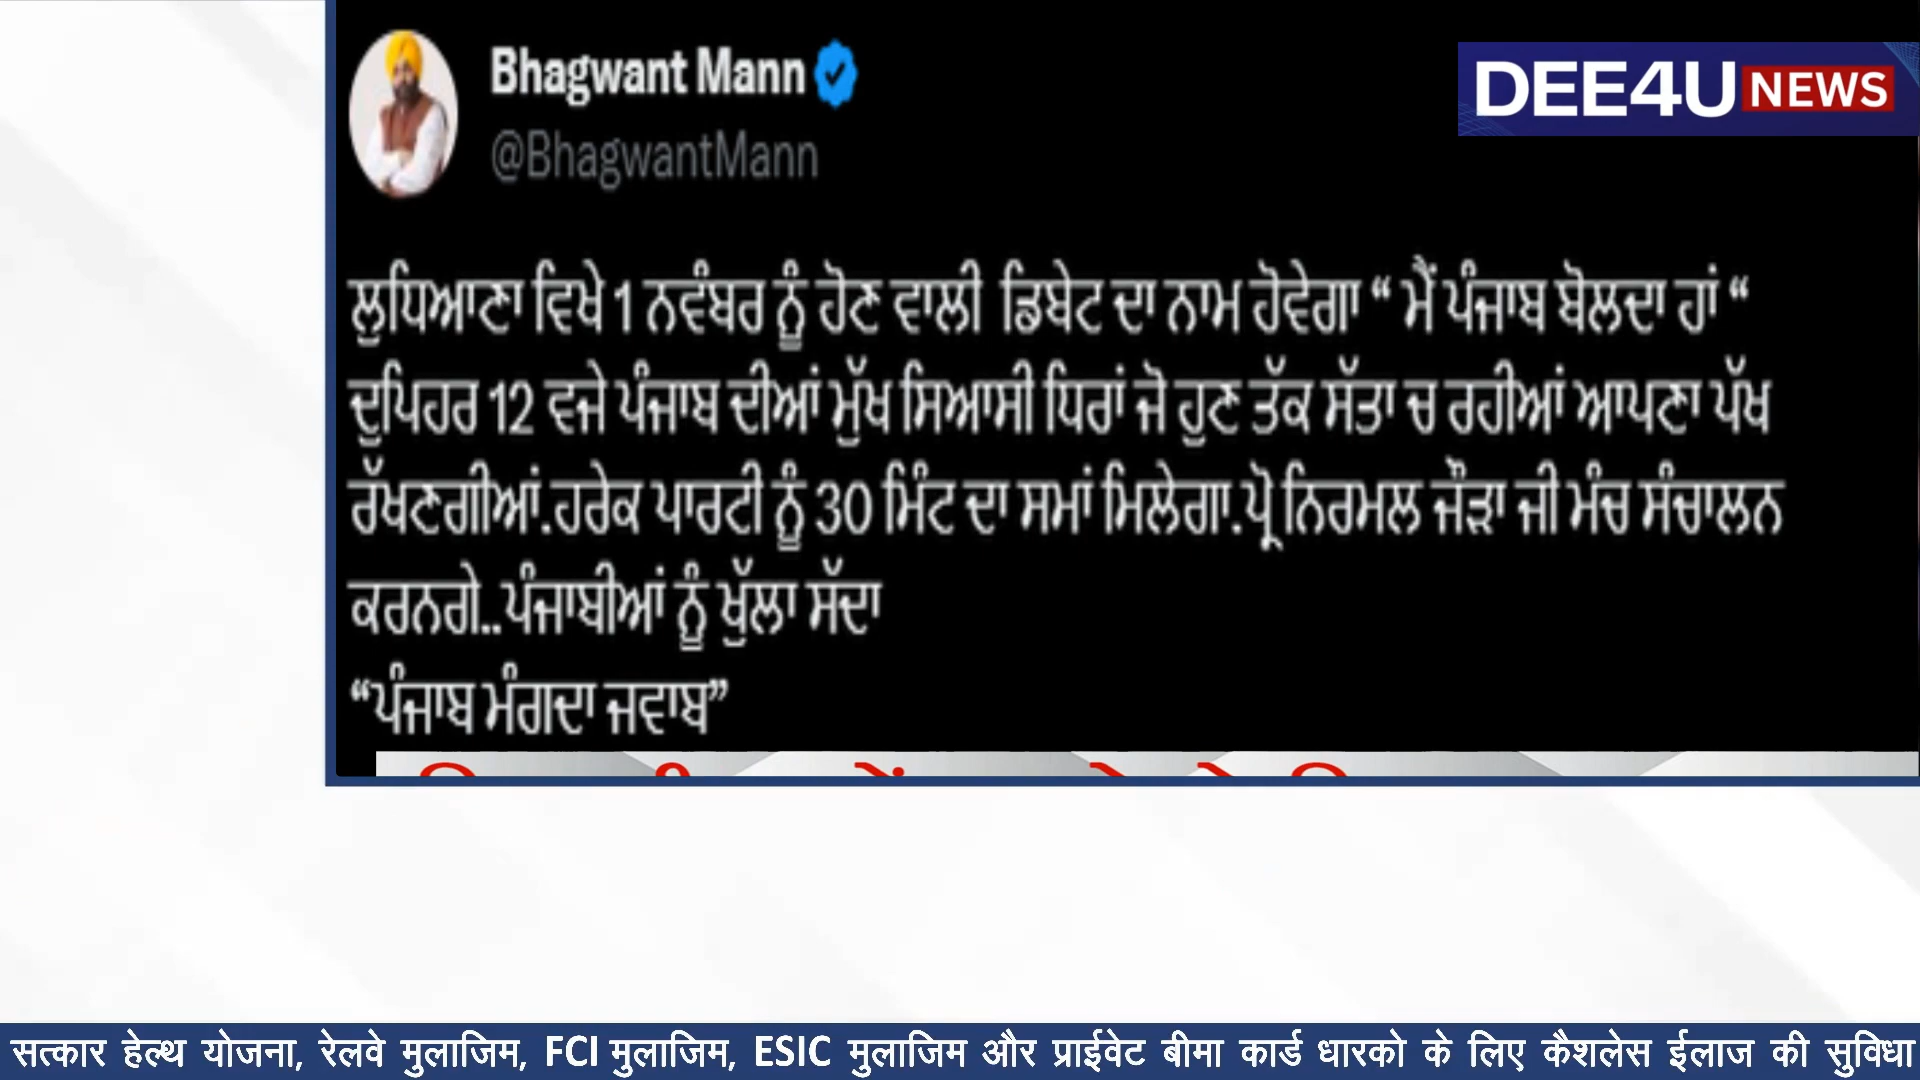 Bhagwant Mann
@BhagwantMann
DEE4U NEWS
ਲੁਧਿਆਣਾ ਵਿਖੇ 1 ਨਵੰਬਰ ਨੂੰ ਹੋਣ ਵਾਲੀ ਡਿਬੇਟ ਦਾ ਨਾਮ ਹੋਵੇਗਾ “ ਮੈਂ ਪੰਜਾਬ ਬੋਲਦਾ ਹਾਂ “
ਦੁਪਿਹਰ 12 ਵਜੇ ਪੰਜਾਬ ਦੀਆਂ ਮੁੱਖ ਸਿਆਸੀ ਧਿਰਾਂ ਜੋ ਹੁਣ ਤੱਕ ਸੱਤਾ ਚ ਰਹੀਆਂ ਆਪਣਾ ਪੱਖ
ਰੱਖਣਗੀਆਂ.ਹਰੇਕ ਪਾਰਟੀ ਨੂੰ 30 ਮਿੰਟ ਦਾ ਸਮਾਂ ਮਿਲੇਗਾ.ਪ੍ਰੋ ਨਿਰਮਲ ਜੌੜਾ ਜੀ ਮੰਚ ਸੰਚਾਲਨ
ਕਰਨਗੇ..ਪੰਜਾਬੀਆਂ ਨੂੰ ਖੁੱਲਾ ਸੱਦਾ
“ਪੰਜਾਬ ਮੰਗਦਾ ਜਵਾਬ”
सत्कार हेल्थ योजना, रेलवे मुलाजिम, FCI मुलाजिम, ESIC मुलाजिम और प्राईवेट बीमा कार्ड धारको के लिए कैशलेस ईलाज की सुविधा